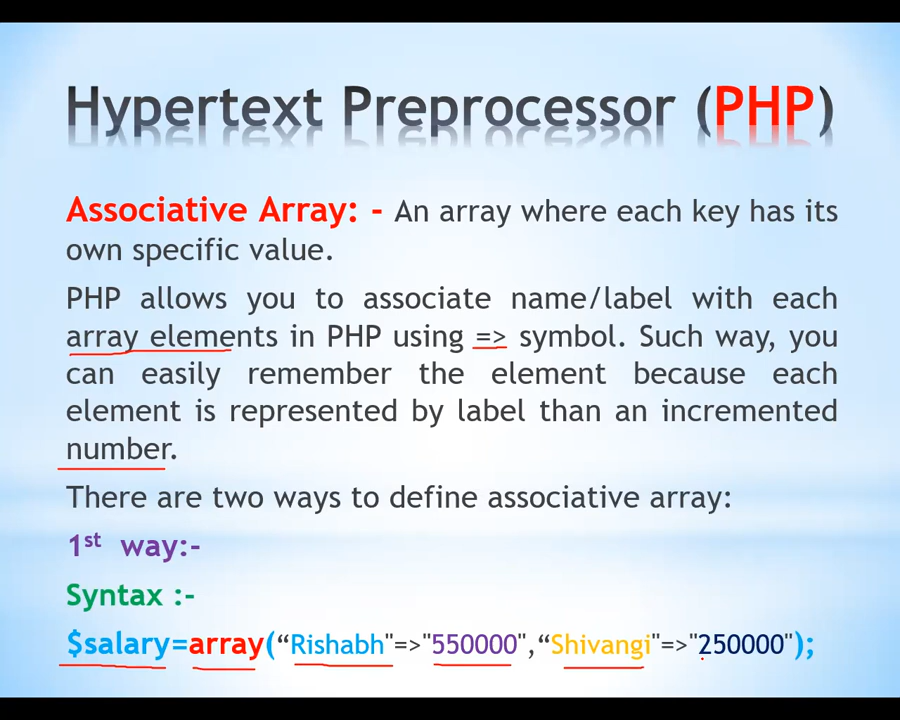 Hypertext Preprocessor (PHP)
Associative Array: - An array where each key has its
own specific value.
PHP allows you to associate name/label with each
array elements in PHP using => symbol. Such way, you
can easily remember the element because each
element is represented by label than an incremented
number.
There are two ways to define associative array:
1st way:-
Syntax :-
$salary=array(“Rishabh"=>"550000",“Shivangi"=>"250000");